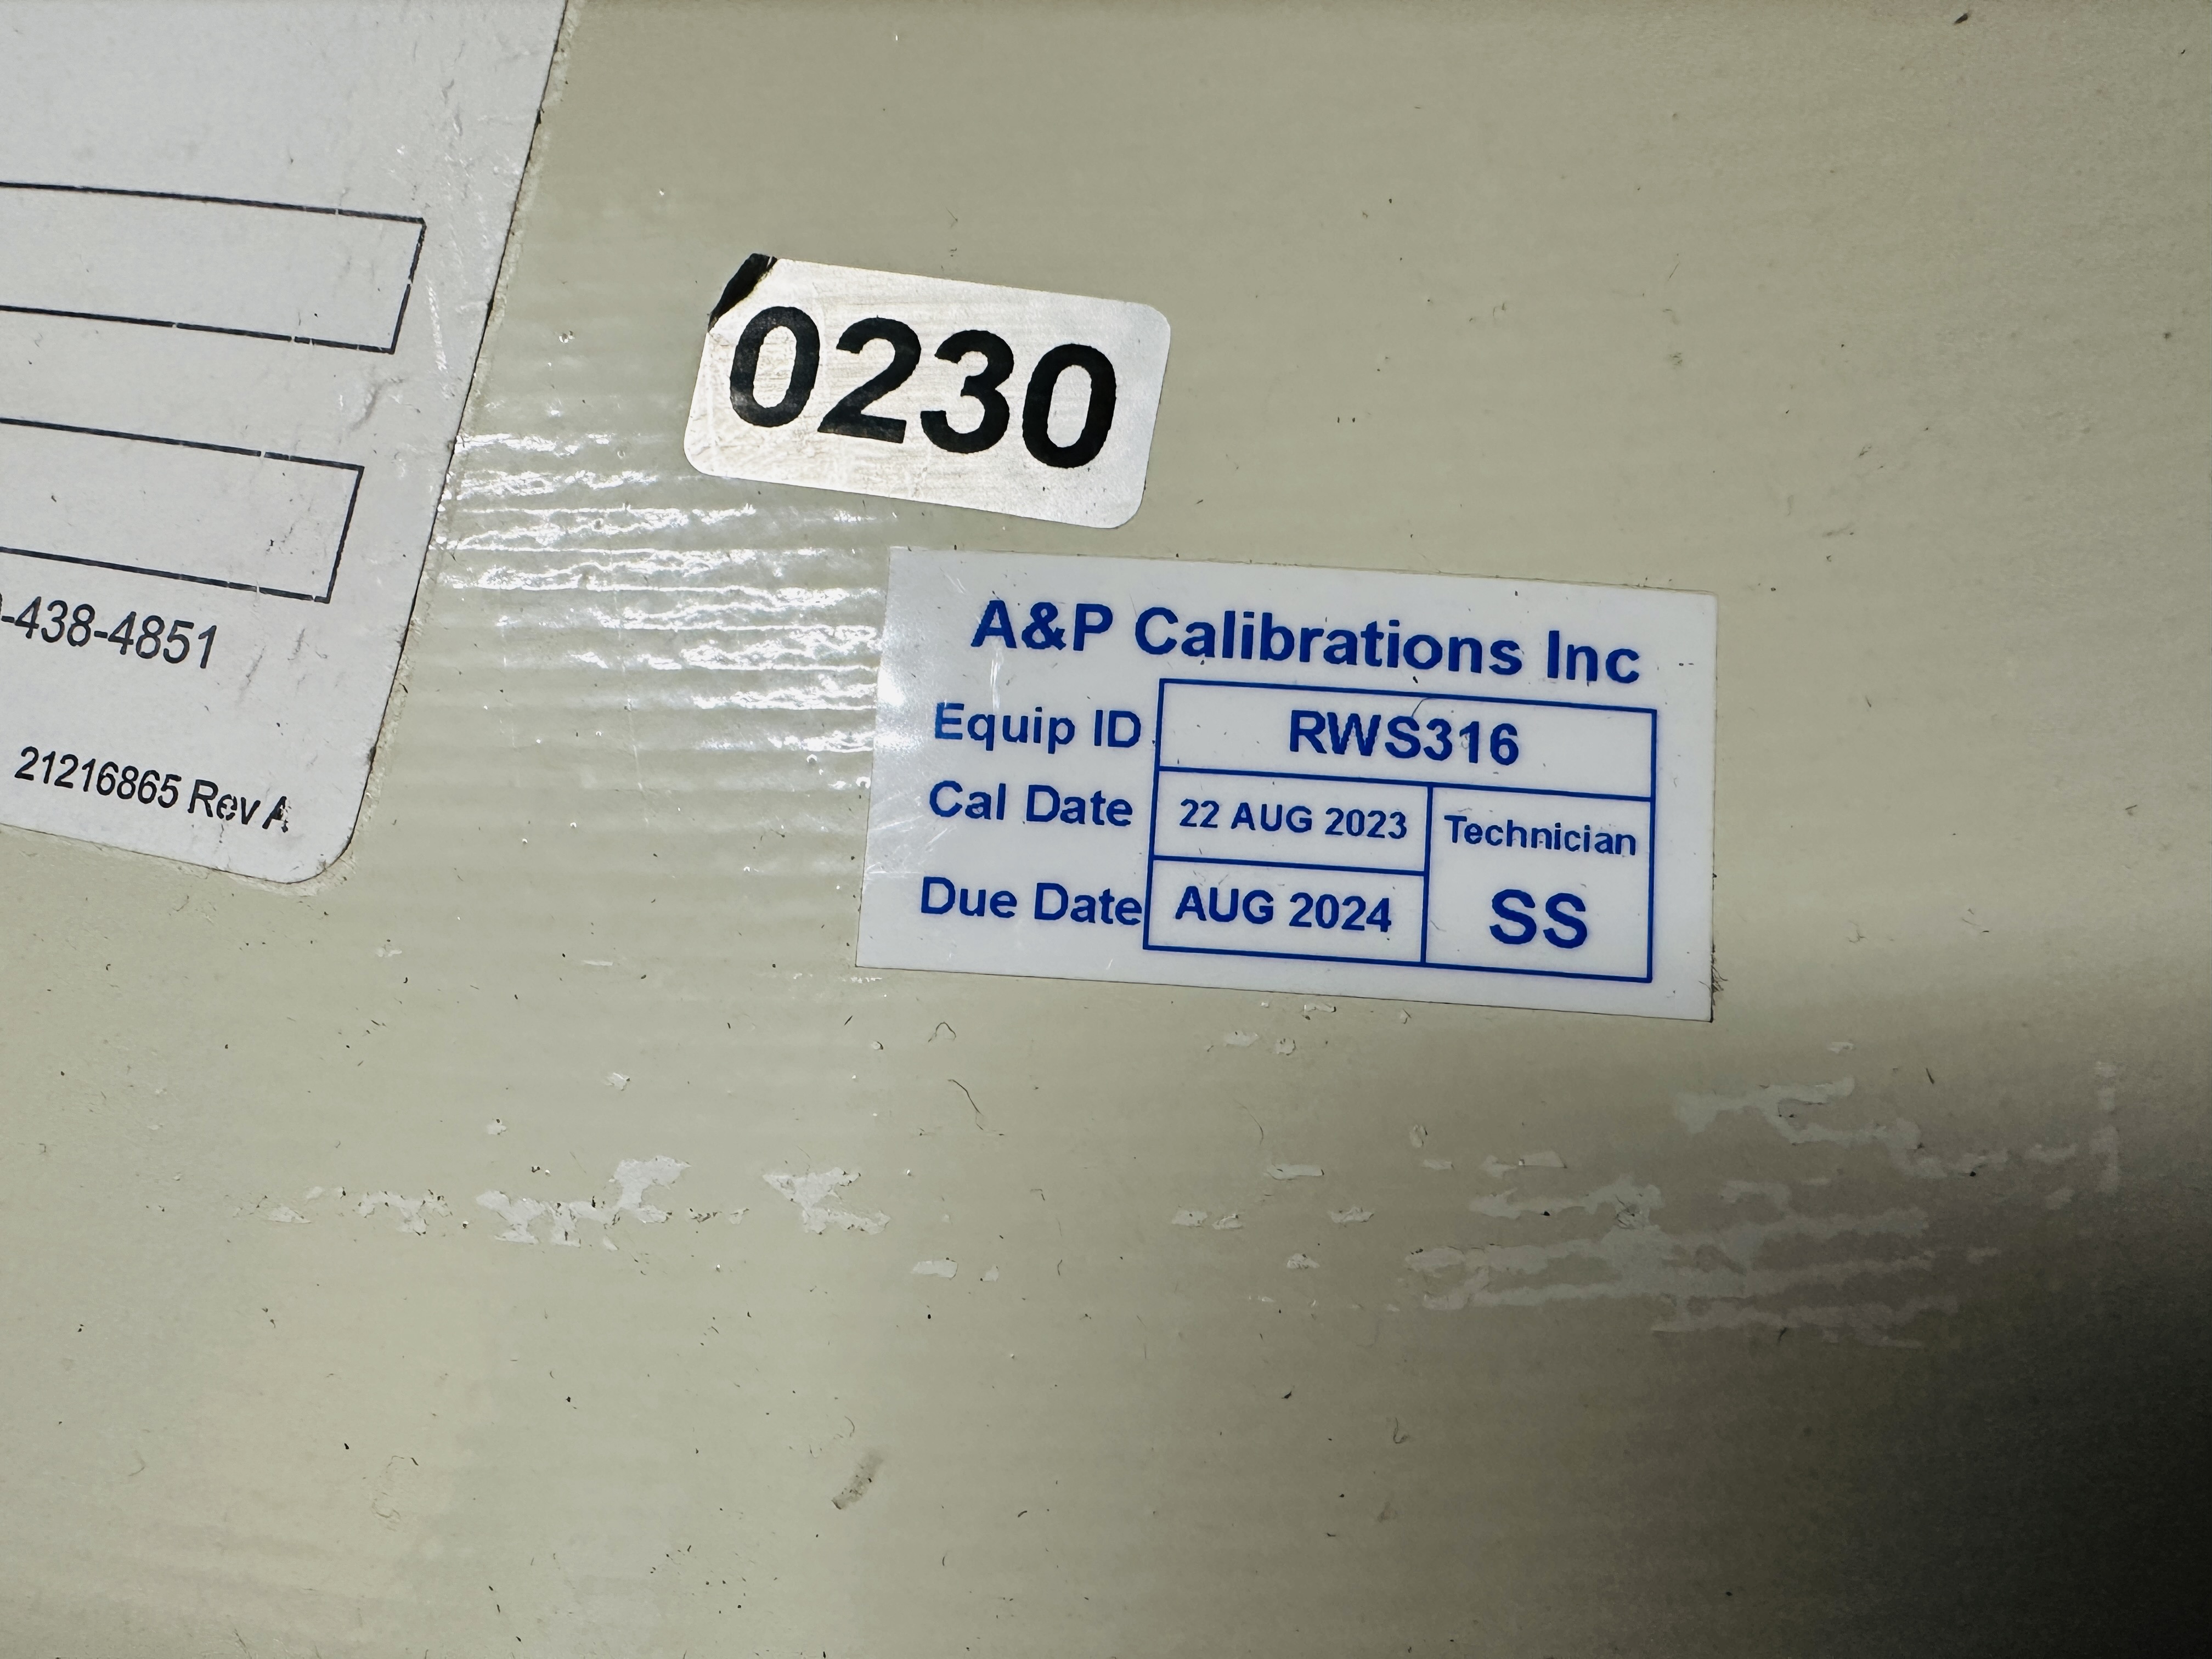 0230
-438-4851
21216865 Rev A
A&P Calibrations Inc
Equip ID RWS316
Cal Date 22 AUG 2023 Technician
Due Date AUG 2024 SS